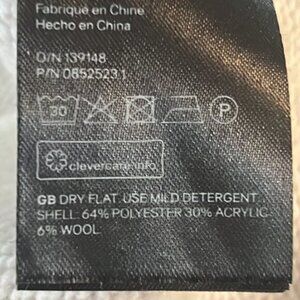 Fabriqué en Chine
Hecho en China
O/N 139148
P/N 0852523 1
30 P
clevercare.info
GB DRY FLAT. USE MILD DETERGENT.
SHELL: 64% POLYESTER 30% ACRYLIC
6% WOOL